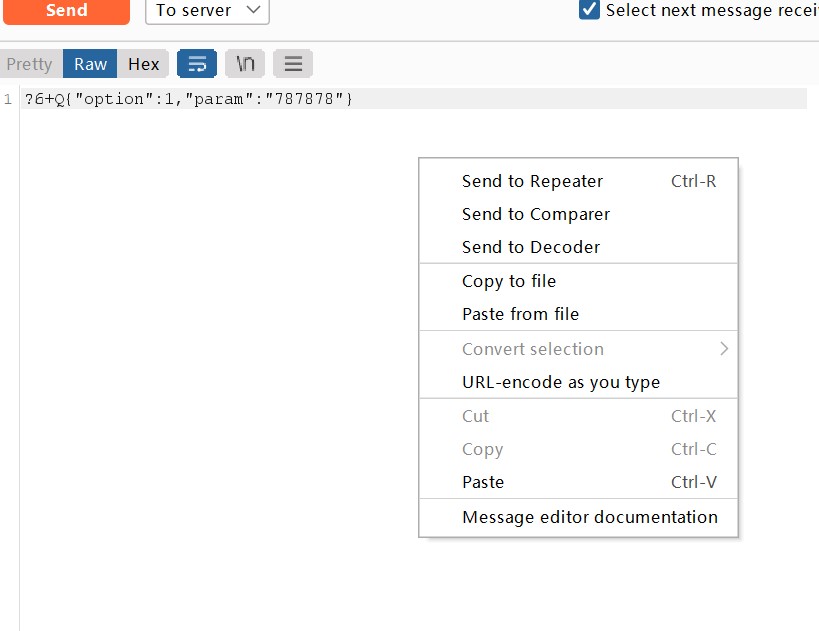 Send
To server
Select next message recei
Pretty
Raw
Hex
\n
1
?6+Q{"option":1,"param":"787878"}
Send to Repeater Ctrl-R
Send to Comparer
Send to Decoder
Copy to file
Paste from file
Convert selection
URL-encode as you type
Cut Ctrl-X
Copy Ctrl-C
Paste Ctrl-V
Message editor documentation